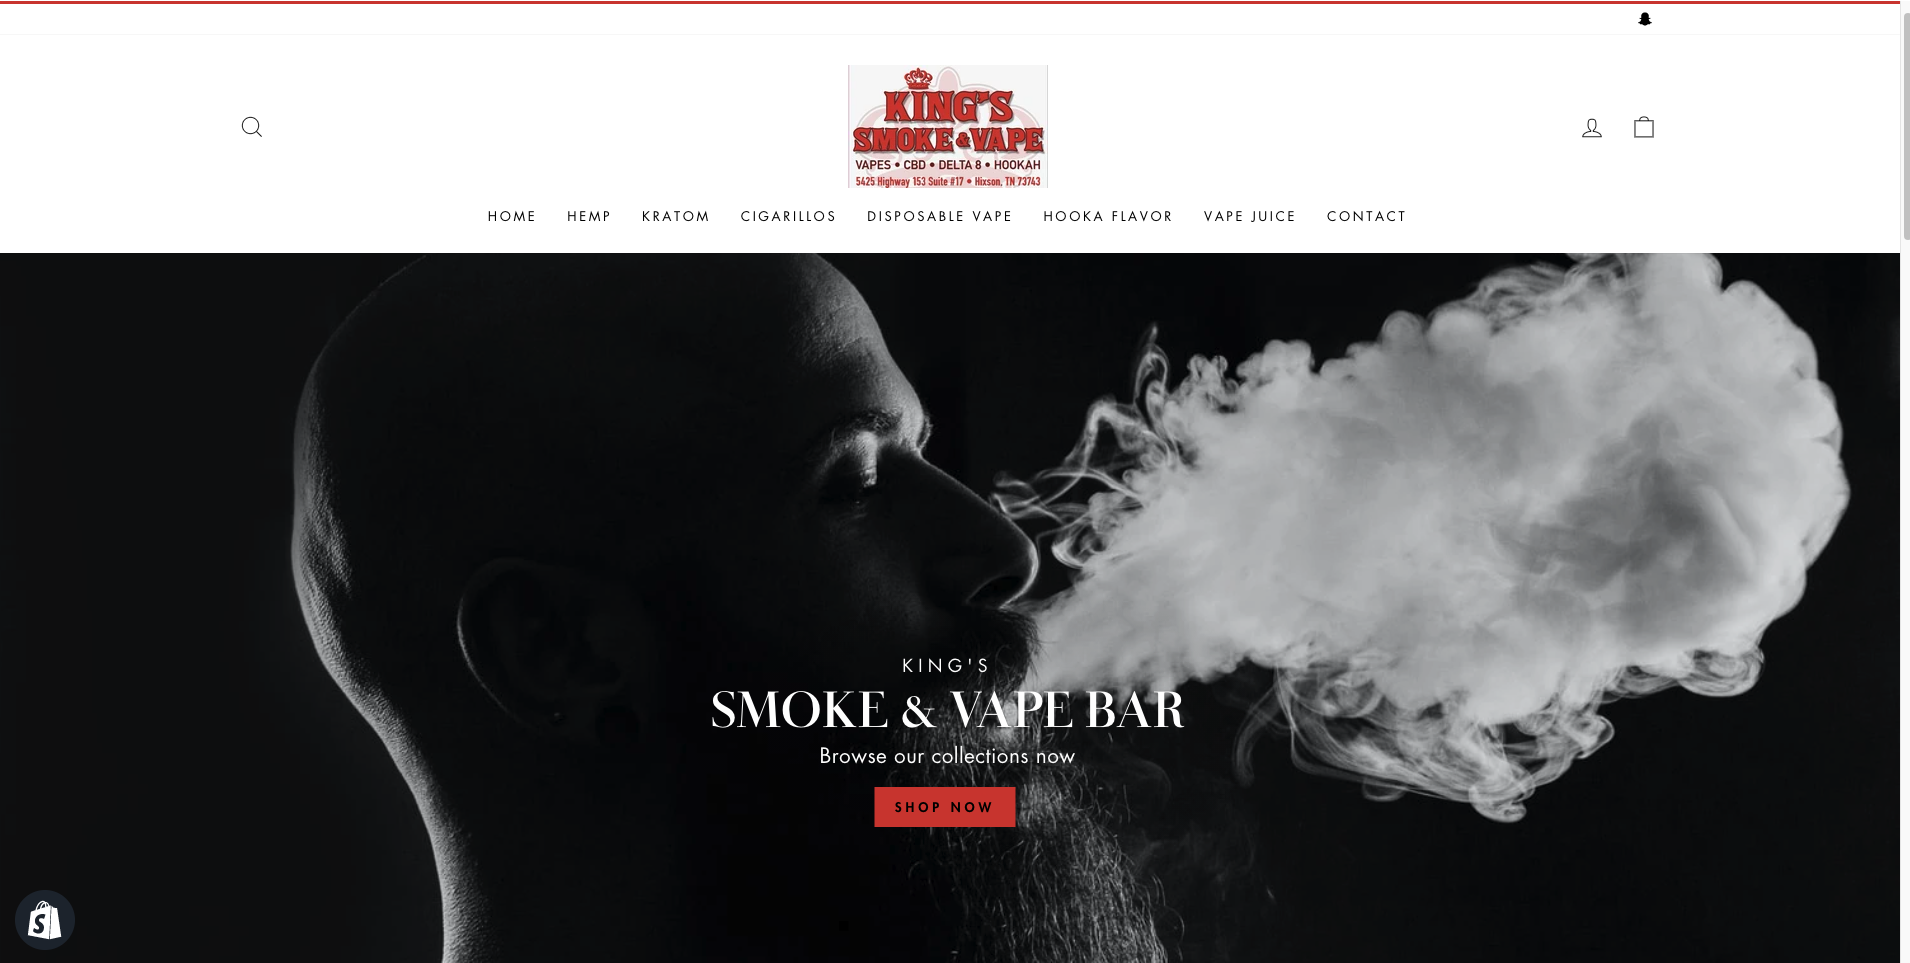 KING'S
SMOKE & VAPE
VAPES • CBD • DELTA 8 • HOOKAH
5425 Highway 153 Suite #17 • Hixson, TN 73743
HOME HEMP KRATOM CIGARILLOS DISPOSABLE VAPE HOOKA FLAVOR VAPE JUICE CONTACT
KING'S
SMOKE & VAPE BAR
Browse our collections now
SHOP NOW